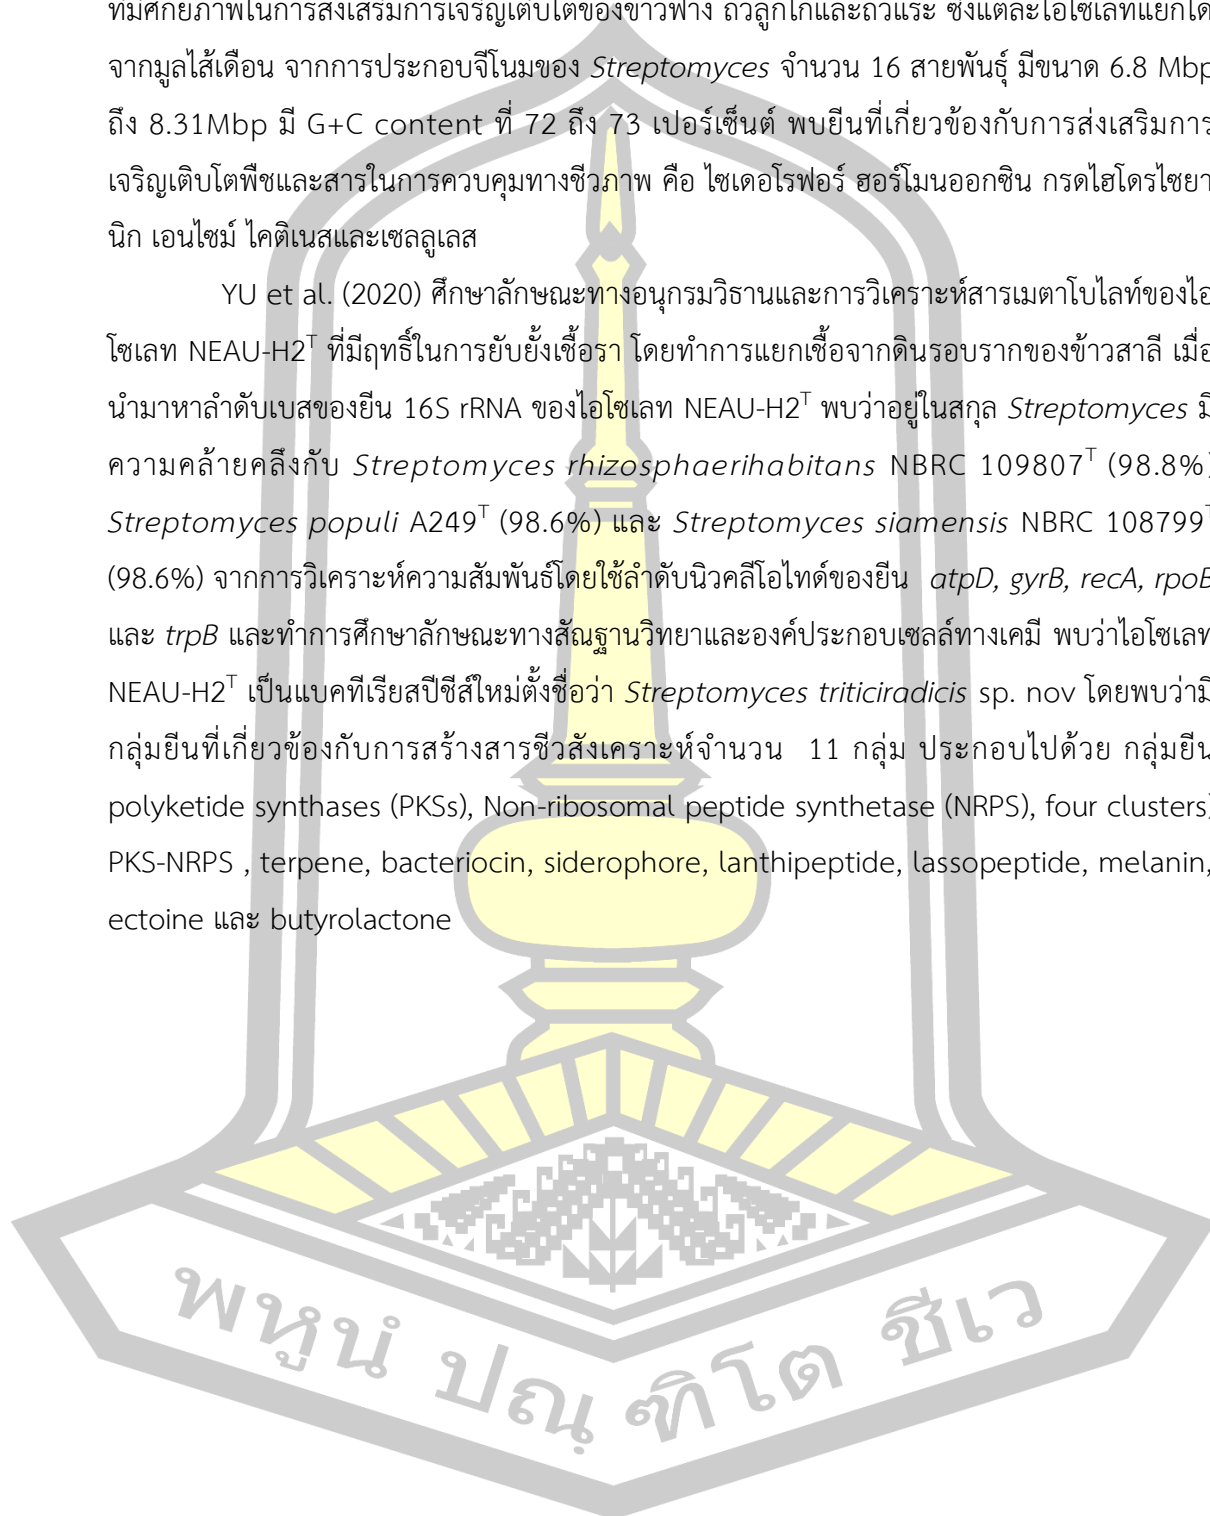 ที่มีศักยภาพในการส่งเสริมการเจริญเติบโตของข้าวฟ่าง ถั่วลูกไก่และถั่วแระ ซึ่งแต่ละไอโซเลทแยกได้
จากมูลไส้เดือน จากการประกอบจีโนมของ Streptomyces จำนวน 16 สายพันธุ์ มีขนาด 6.8 Mbp
ถึง 8.31Mbp มี G+C content ที่ 72 ถึง 73 เปอร์เซ็นต์ พบยีนที่เกี่ยวข้องกับการส่งเสริมการ
เจริญเติบโตพืชและสารในการควบคุมทางชีวภาพ คือ ไซเดอโรฟอร์ ฮอร์โมนออกซิน กรดไฮโดรไซยา
นิก เอนไซม์ ไคติเนสและเซลลูเลส
YU et al. (2020) ศึกษาลักษณะทางอนุกรมวิธานและการวิเคราะห์สารเมตาโบไลท์ของไอ
โซเลท NEAU-H2ᵀ ที่มีฤทธิ์ในการยับยั้งเชื้อรา โดยทำการแยกเชื้อจากดินรอบรากของข้าวสาลี เมื่อ
นำมาหาลำดับเบสของยีน 16S rRNA ของไอโซเลท NEAU-H2ᵀ พบว่าอยู่ในสกุล Streptomyces มี
ความคล้ายคลึงกับ Streptomyces rhizosphaerihabitans NBRC 109807ᵀ (98.8%)
Streptomyces populi A249ᵀ (98.6%) และ Streptomyces siamensis NBRC 108799ᵀ
(98.6%) จากการวิเคราะห์ความสัมพันธ์โดยใช้ลำดับนิวคลีโอไทด์ของยีน atpD, gyrB, recA, rpoB
และ trpB และทำการศึกษาลักษณะทางสัณฐานวิทยาและองค์ประกอบเซลล์ทางเคมี พบว่าไอโซเลท
NEAU-H2ᵀ เป็นแบคทีเรียสปีชีส์ใหม่ตั้งชื่อว่า Streptomyces triticiradicis sp. nov โดยพบว่ามี
กลุ่มยีนที่เกี่ยวข้องกับการสร้างสารชีวสังเคราะห์จำนวน 11 กลุ่ม ประกอบไปด้วย กลุ่มยีน
polyketide synthases (PKSs), Non-ribosomal peptide synthetase (NRPS), four clusters)
PKS-NRPS , terpene, bacteriocin, siderophore, lanthipeptide, lassopeptide, melanin,
ectoine และ butyrolactone
พหูนํ ปณฺ ฑิโต ชีเว